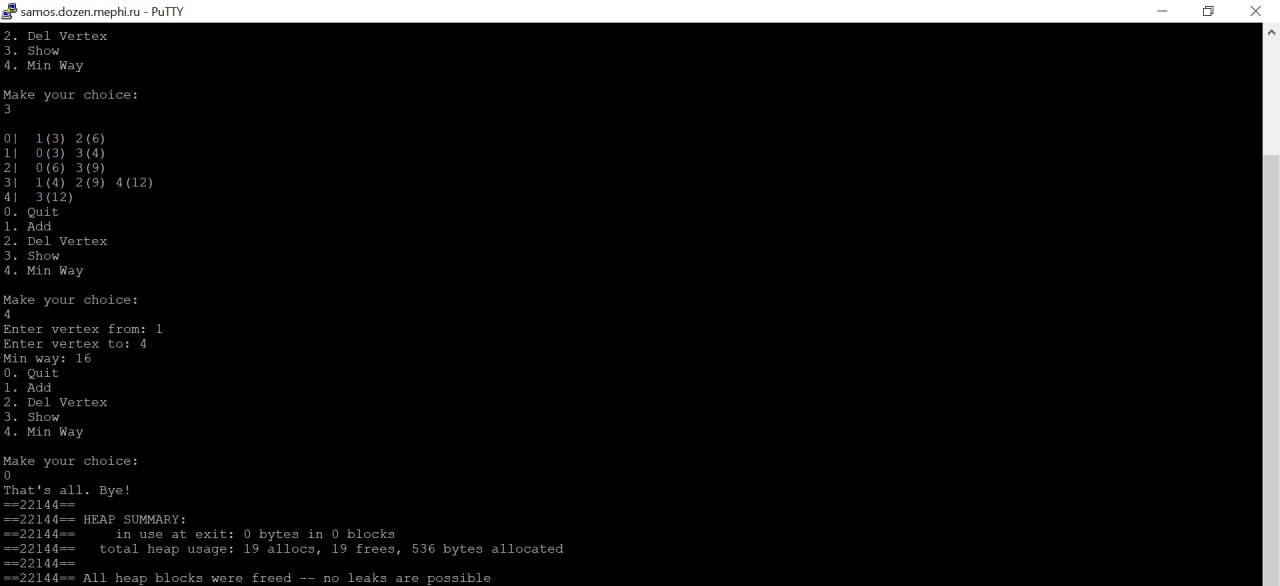 samos.dozen.mephi.ru - PuTTY
2. Del Vertex
3. Show
4. Min Way
Make your choice:
3
0|  1(3) 2(6)
1|  0(3) 3(4)
2|  0(6) 3(9)
3|  1(4) 2(9) 4(12)
4|  3(12)
0. Quit
1. Add
2. Del Vertex
3. Show
4. Min Way
Make your choice:
4
Enter vertex from: 1
Enter vertex to: 4
Min way: 16
0. Quit
1. Add
2. Del Vertex
3. Show
4. Min Way
Make your choice:
0
That's all. Bye!
==22144==
==22144== HEAP SUMMARY:
==22144==     in use at exit: 0 bytes in 0 blocks
==22144==   total heap usage: 19 allocs, 19 frees, 536 bytes allocated
==22144==
==22144== All heap blocks were freed -- no leaks are possible